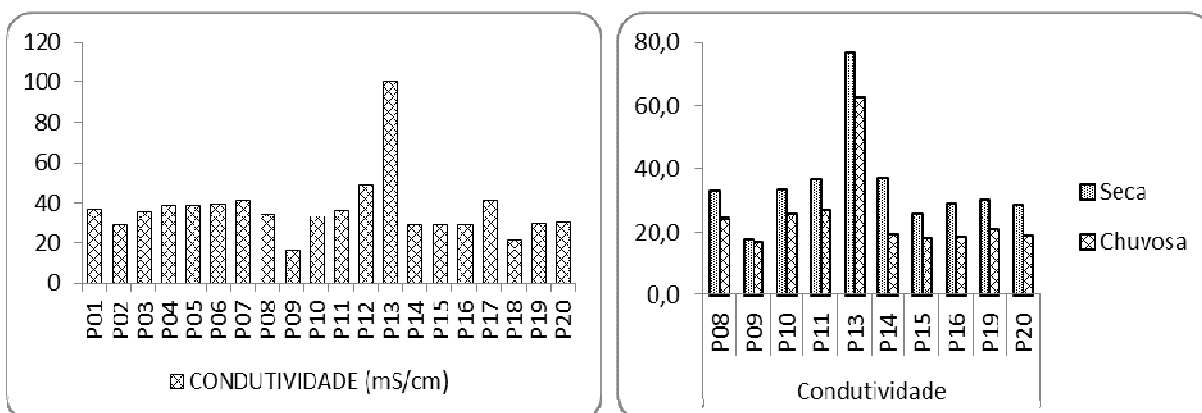 120
100
80
60
40
20
0
P01 P02 P03 P04 P05 P06 P07 P08 P09 P10 P11 P12 P13 P14 P15 P16 P17 P18 P19 P20
CONDUTIVIDADE (mS/cm)
80,0
60,0
40,0
20,0
0,0
P08 P09 P10 P11 P13 P14 P15 P16 P19 P20
Condutividade
Seca
Chuvosa